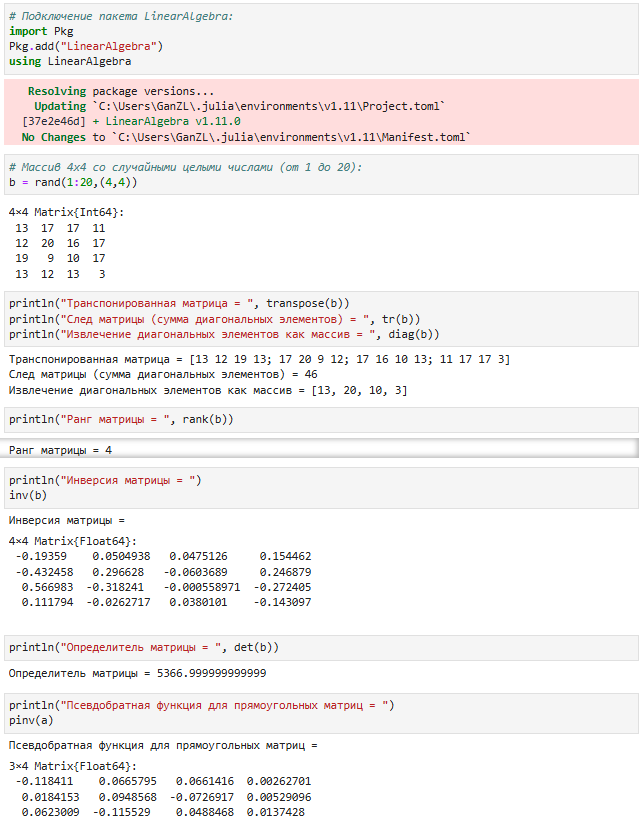 # Подключение пакета LinearAlgebra:
import Pkg
Pkg.add("LinearAlgebra")
using LinearAlgebra
Resolving package versions...
Updating `C:\Users\GanZL\.julia\environments\v1.11\Project.toml`
[37e2e46d] + LinearAlgebra v1.11.0
No Changes to `C:\Users\GanZL\.julia\environments\v1.11\Manifest.toml`
# Массив 4x4 со случайными целыми числами (от 1 до 20):
b = rand(1:20,(4,4))
4×4 Matrix{Int64}:
13 17 17 11
12 20 16 17
19 9 10 17
13 12 13 3
println("Транспонированная матрица = ", transpose(b))
println("След матрицы (сумма диагональных элементов) = ", tr(b))
println("Извлечение диагональных элементов как массив = ", diag(b))
Транспонированная матрица = [13 12 19 13; 17 20 9 12; 17 16 10 13; 11 17 17 3]
След матрицы (сумма диагональных элементов) = 46
Извлечение диагональных элементов как массив = [13, 20, 10, 3]
println("Ранг матрицы = ", rank(b))
Ранг матрицы = 4
println("Инверсия матрицы = ")
inv(b)
Инверсия матрицы =
4×4 Matrix{Float64}:
-0.19359 0.0504938 0.0475126 0.154462
-0.432458 0.296628 -0.0603689 0.246879
0.566983 -0.318241 -0.000558971 -0.272405
0.111794 -0.0262717 0.0380101 -0.143097
println("Определитель матрицы = ", det(b))
Определитель матрицы = 5366.999999999999
println("Псевдобратная функция для прямоугольных матриц = ")
pinv(a)
Псевдобратная функция для прямоугольных матриц =
3×4 Matrix{Float64}:
-0.118411 0.0665795 0.0661416 0.00262701
0.0184153 0.0948568 -0.0726917 0.00529096
0.0623009 -0.115529 0.0488468 0.0137428